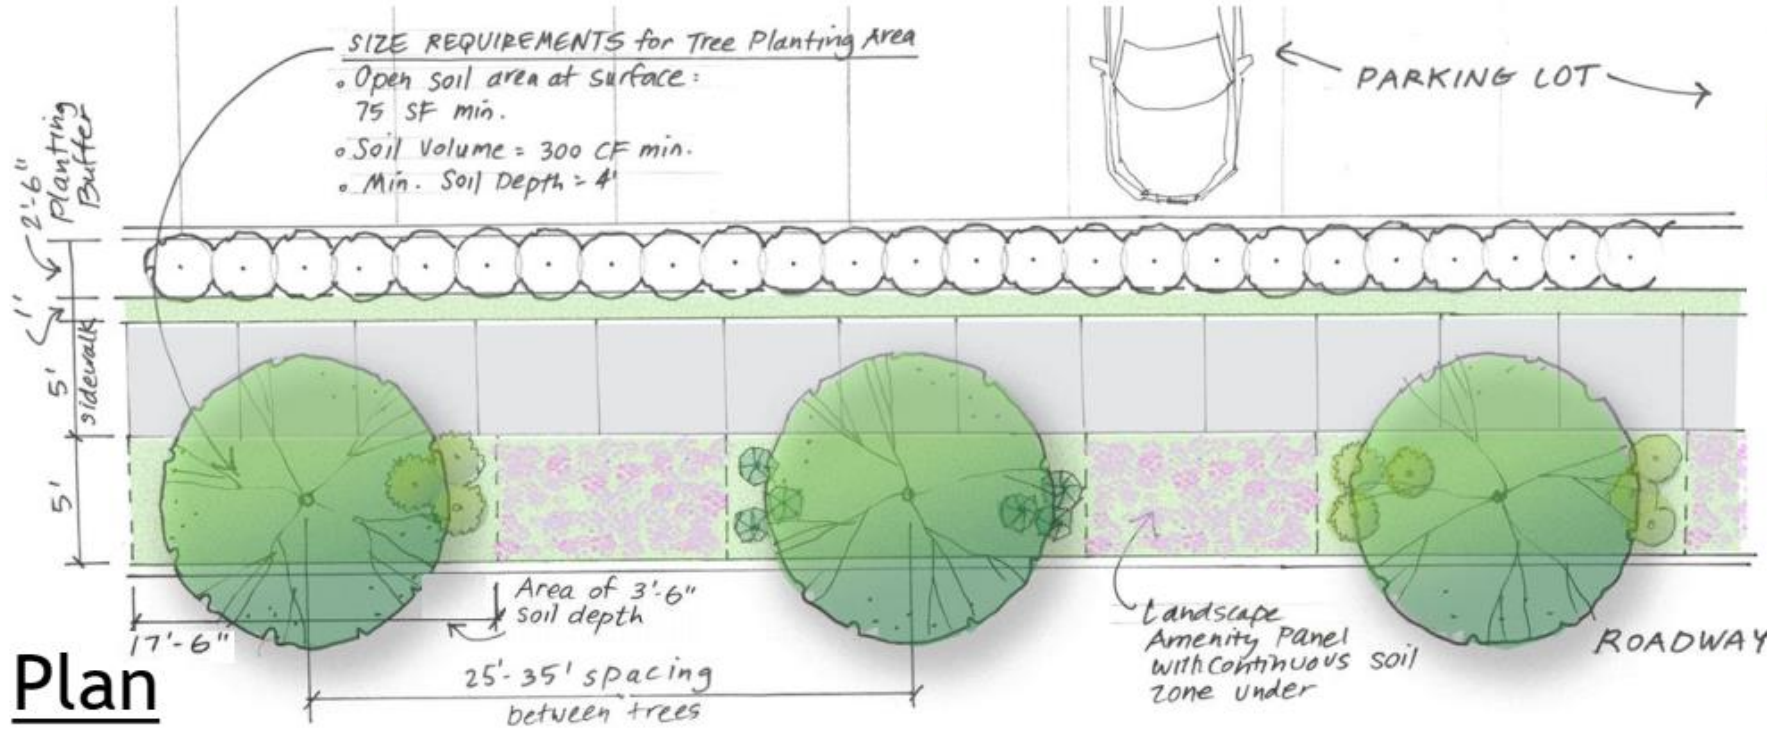 SIZE REQUIREMENTS for Tree Planting Area
• Open soil area at surface:
75 SF min.
• Soil Volume = 300 CF min.
• Min. Soil Depth = 4'
PARKING LOT
2'-6"
Planting
Buffer
1'
5'
sidewalk
5'
Area of 3'-6"
soil depth
17'-6"
25'-35' spacing
between trees
Landscape
Amenity Panel
with continuous soil
zone under
ROADWAY
Plan